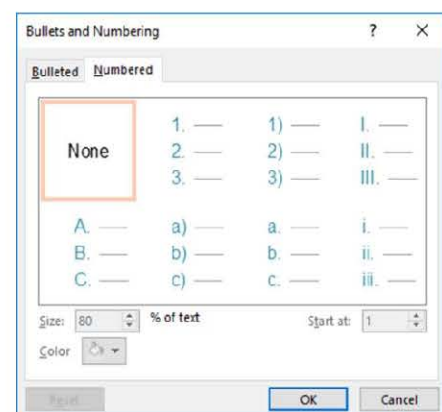 Bullets and Numbering ? ×
Bulleted Numbered
None
1.
2.
3.
1)
2)
3)
I.
II.
III.
A.
B.
C.
a)
b)
c)
a.
b.
c.
i.
ii.
iii.
Size: 80 % of text Start at: 1
Color
Reset OK Cancel